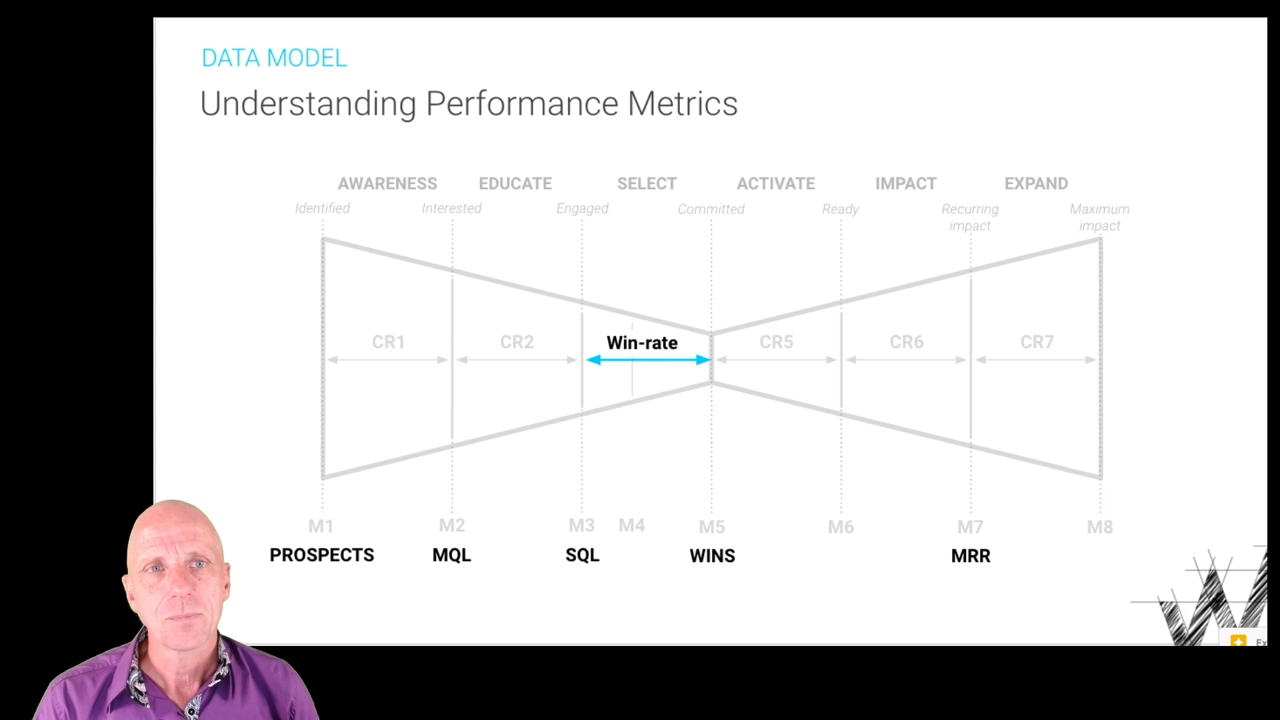 DATA MODEL
Understanding Performance Metrics
AWARENESS EDUCATE SELECT ACTIVATE IMPACT EXPAND
Identified Interested Engaged Committed Ready Recurring impact Maximum impact
CR1 CR2 Win-rate CR5 CR6 CR7
M1 M2 M3 M4 M5 M6 M7 M8
PROSPECTS MQL SQL WINS MRR